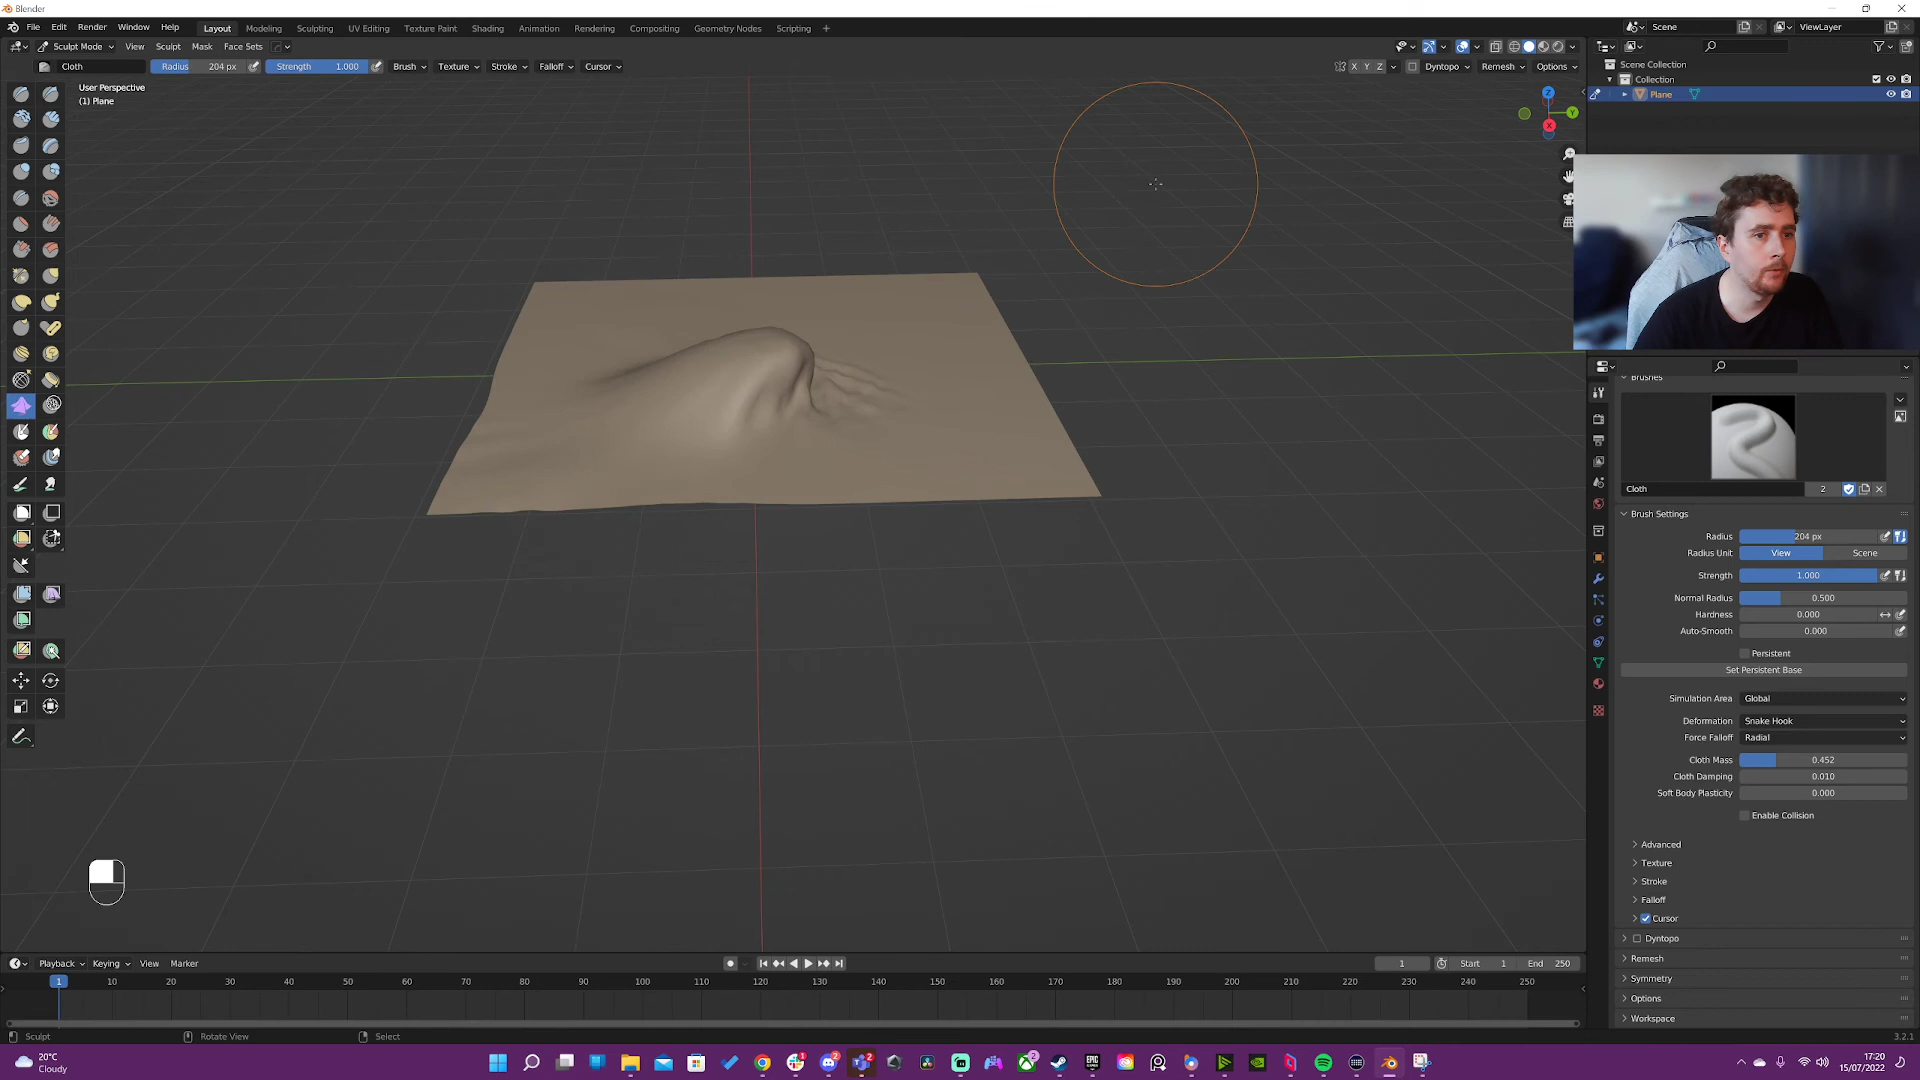 Blender
File Edit Render Window Help Layout Modeling Sculpting UV Editing Texture Paint Shading Animation Rendering Compositing Geometry Nodes Scripting + Scene ViewLayer
Sculpt Mode View Sculpt Mask Face Sets
Cloth Radius 204 px Strength 1.000 Brush Texture Stroke Falloff Cursor X Y Z Dyntopo Remesh Options
Scene Collection
Collection
Plane
User Perspective
(1) Plane
Z
Y
X
Brushes
Cloth 2
Brush Settings
Radius 204 px
Radius Unit View Scene
Strength 1.000
Normal Radius 0.500
Hardness 0.000
Auto-Smooth 0.000
Persistent
Set Persistent Base
Simulation Area Global
Deformation Snake Hook
Force Falloff Radial
Cloth Mass 0.452
Cloth Damping 0.010
Soft Body Plasticity 0.000
Enable Collision
Advanced
Texture
Stroke
Falloff
Cursor
Dyntopo
Remesh
Symmetry
Options
Workspace
Playback Keying View Marker 1 Start 1 End 250
1 10 20 30 40 50 60 70 80 90 100 110 120 130 140 150 160 170 180 190 200 210 220 230 240 250
Sculpt Rotate View Select 3.2.1
20°C
Cloudy
1 2 2 2
17:20
15/07/2022